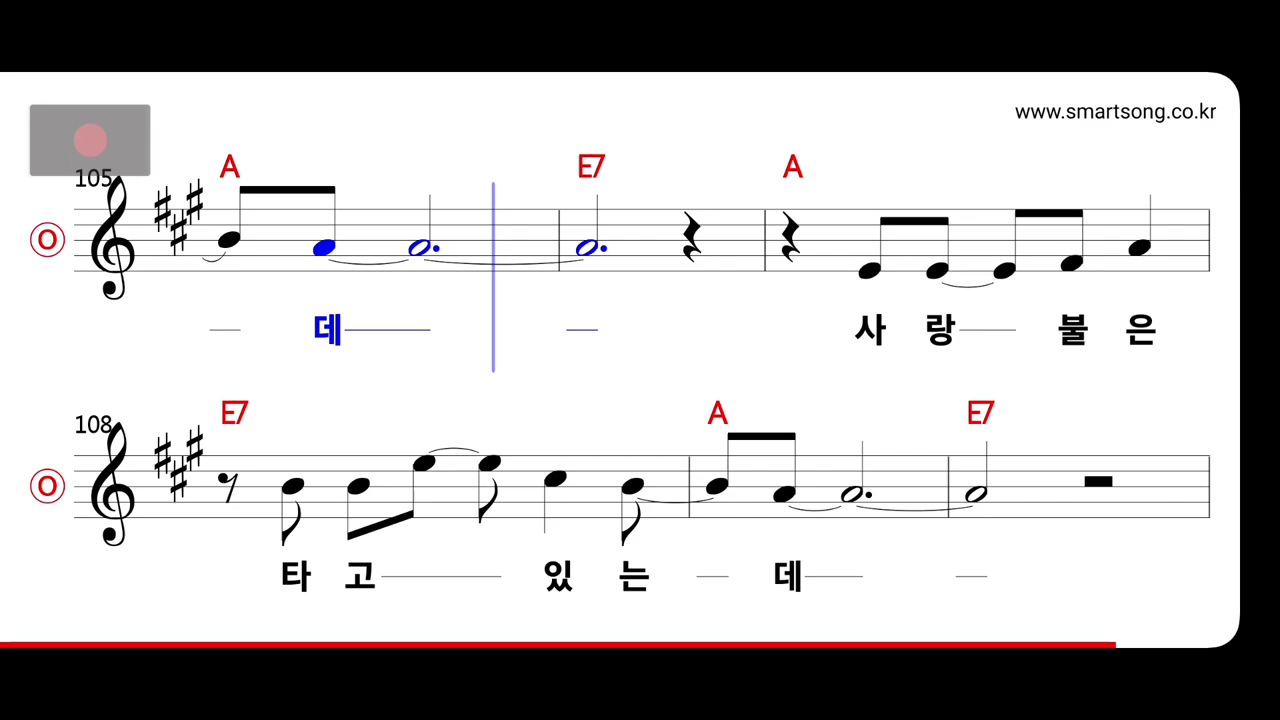 www.smartsong.co.kr
105
A E7 A
O
데 사 랑 불 은
108
E7 A E7
O
타 고 있 는 데